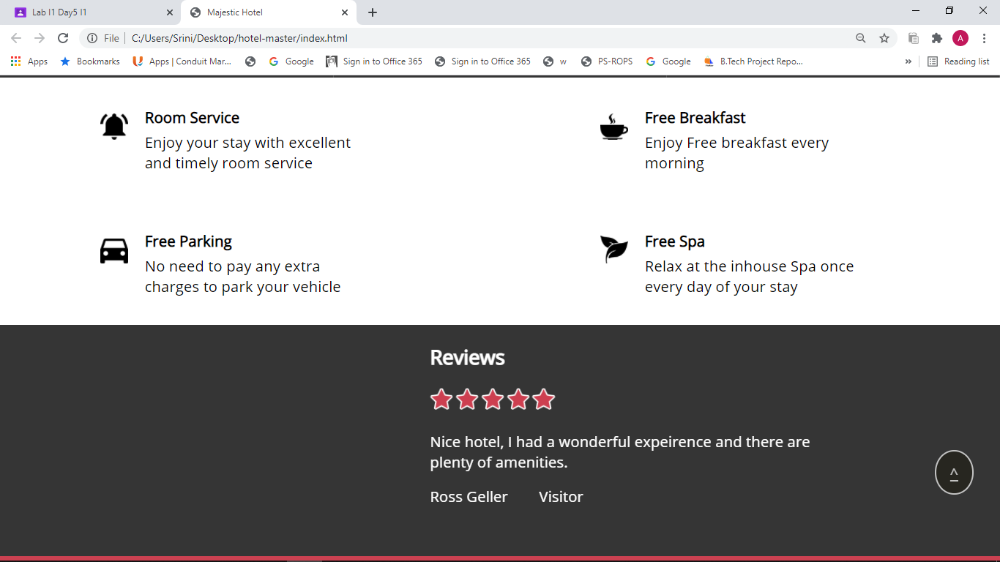 Lab I1 Day5 I1
Majestic Hotel
File
C:/Users/Srini/Desktop/hotel-master/index.html
A
Apps
Bookmarks
Apps | Conduit Mar...
Google
Sign in to Office 365
Sign in to Office 365
w
PS-ROPS
Google
B.Tech Project Repo...
»
Reading list
Room Service
Enjoy your stay with excellent
and timely room service
Free Breakfast
Enjoy Free breakfast every
morning
Free Parking
No need to pay any extra
charges to park your vehicle
Free Spa
Relax at the inhouse Spa once
every day of your stay
Reviews
Nice hotel, I had a wonderful expeirence and there are
plenty of amenities.
Ross Geller Visitor
^